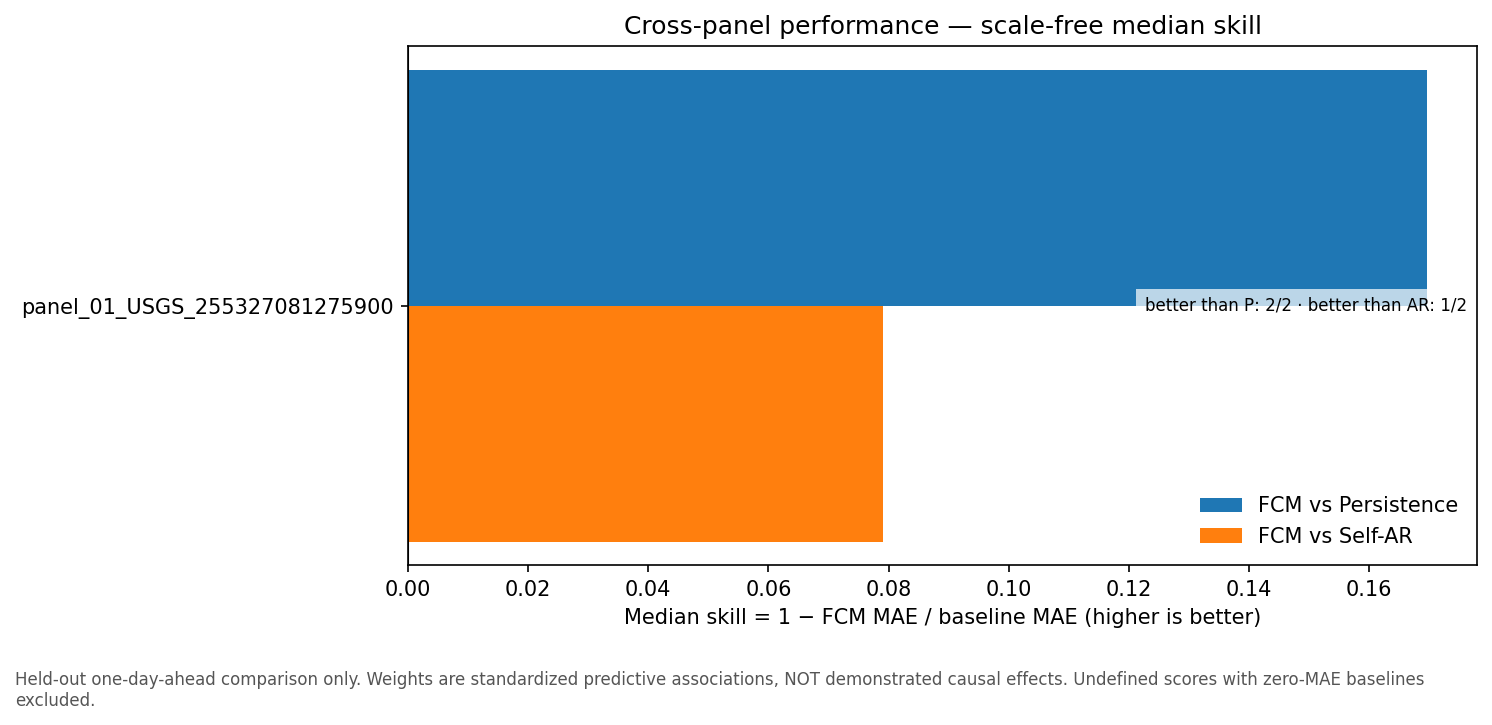 Cross-panel performance — scale-free median skill
panel_01_USGS_255327081275900
better than P: 2/2 · better than AR: 1/2
FCM vs Persistence
FCM vs Self-AR
0.00 0.02 0.04 0.06 0.08 0.10 0.12 0.14 0.16
Median skill = 1 − FCM MAE / baseline MAE (higher is better)
Held-out one-day-ahead comparison only. Weights are standardized predictive associations, NOT demonstrated causal effects. Undefined scores with zero-MAE baselines
excluded.